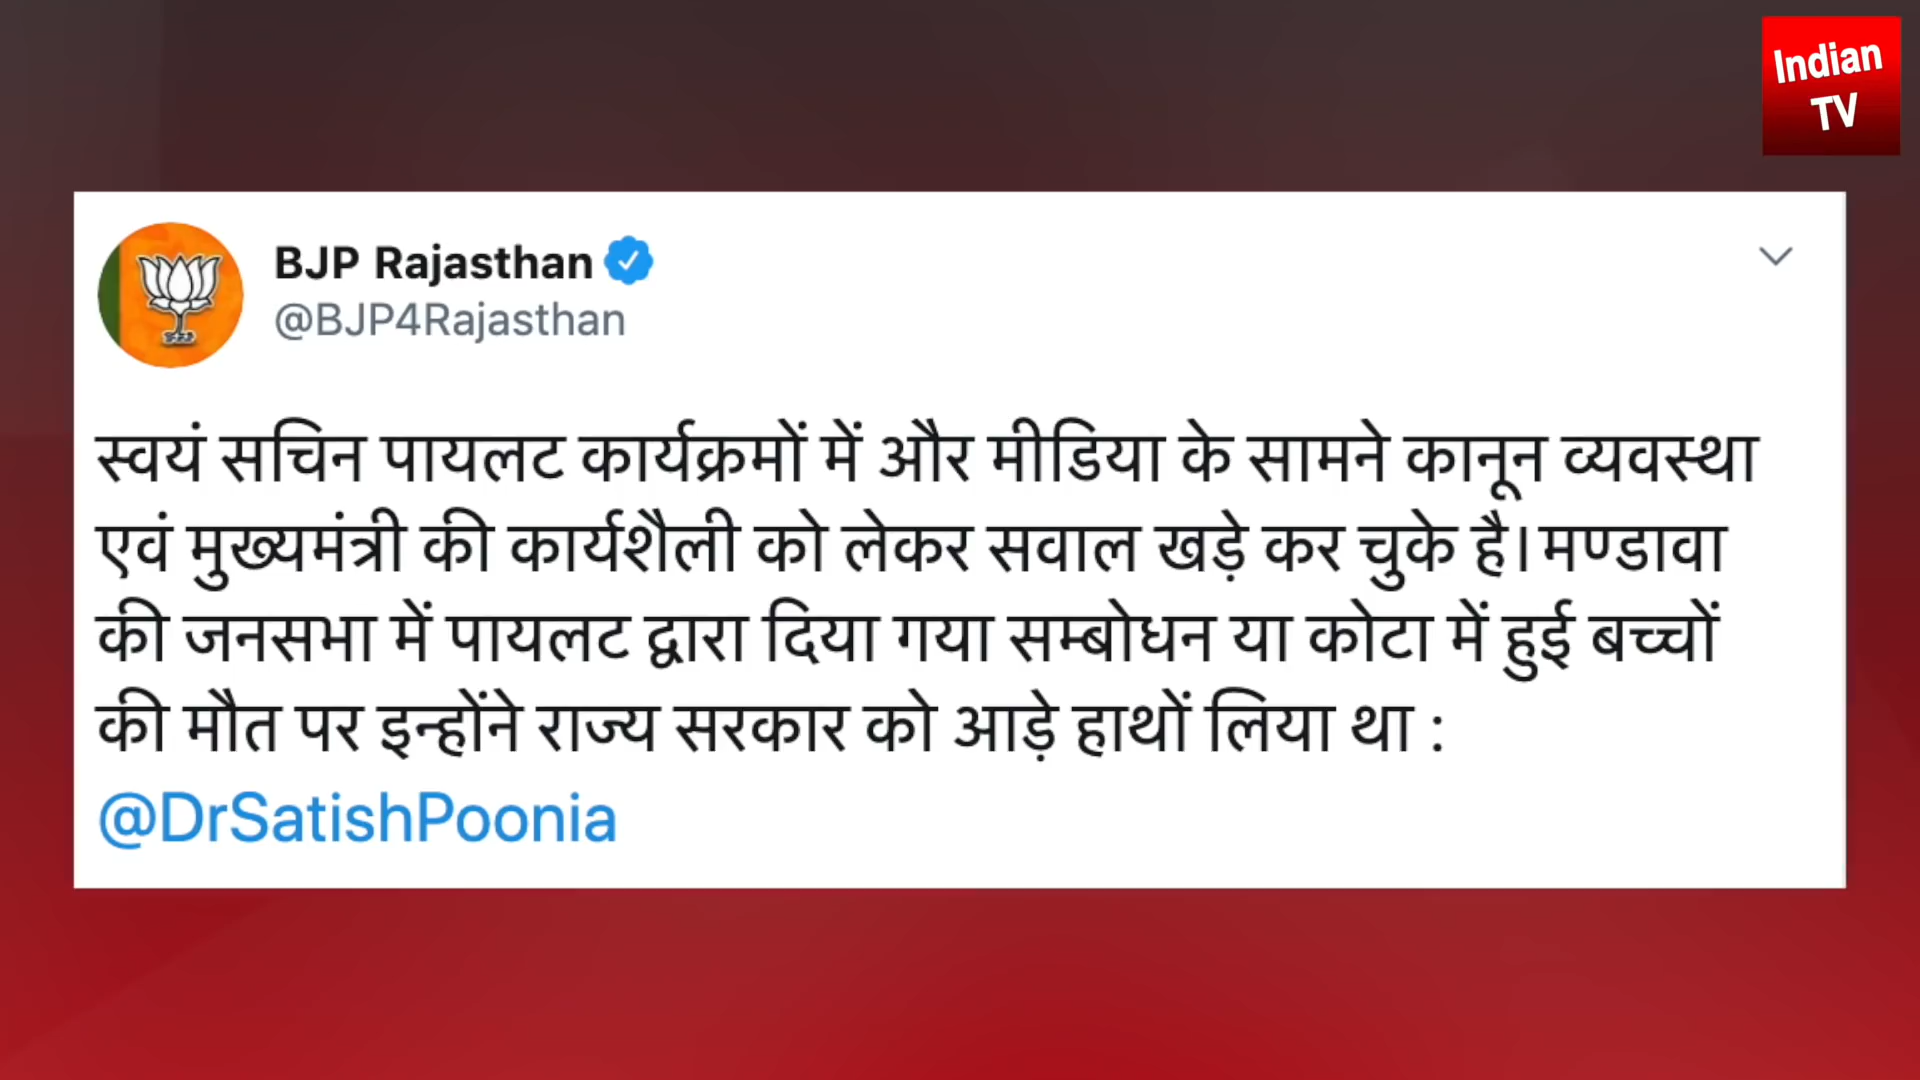 Indian
TV
BJP Rajasthan
@BJP4Rajasthan
स्वयं सचिन पायलट कार्यक्रमों में और मीडिया के सामने कानून व्यवस्था
एवं मुख्यमंत्री की कार्यशैली को लेकर सवाल खड़े कर चुके है। मण्डावा
की जनसभा में पायलट द्वारा दिया गया सम्बोधन या कोटा में हुई बच्चों
की मौत पर इन्होंने राज्य सरकार को आड़े हाथों लिया था :
@DrSatishPoonia